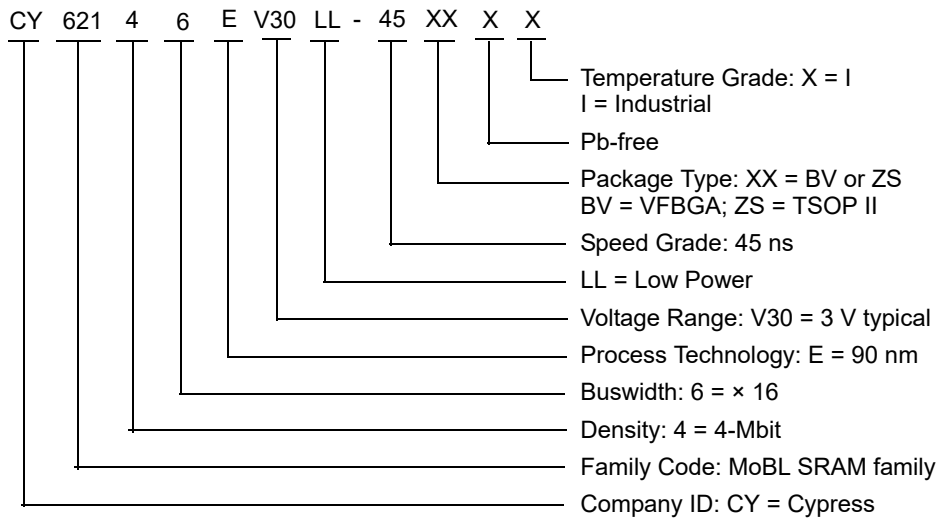 CY 621 4 6 E V30 LL - 45 XX X X
Temperature Grade: X = I
I = Industrial
Pb-free
Package Type: XX = BV or ZS
BV = VFBGA; ZS = TSOP II
Speed Grade: 45 ns
LL = Low Power
Voltage Range: V30 = 3 V typical
Process Technology: E = 90 nm
Buswidth: 6 = × 16
Density: 4 = 4-Mbit
Family Code: MoBL SRAM family
Company ID: CY = Cypress